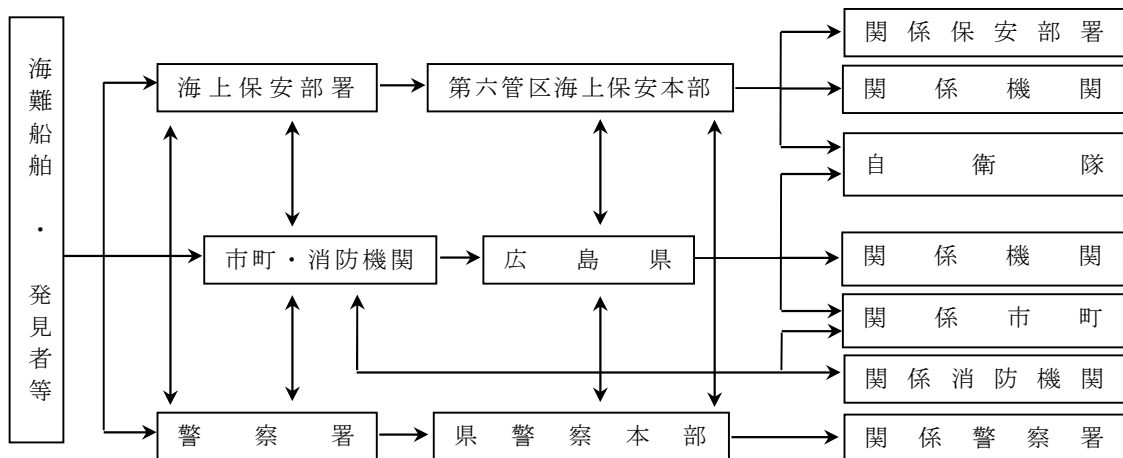 海難船舶・発見者等
海上保安部署
第六管区海上保安本部
関係保安部署
関係機関
自衛隊
市町・消防機関
広島県
関係機関
関係市町
関係消防機関
警察署
県警察本部
関係警察署